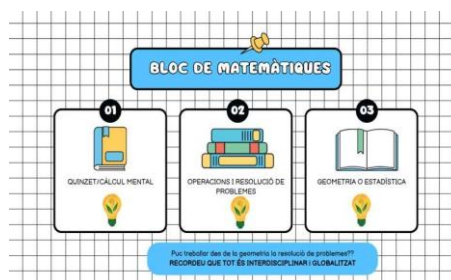 BLOC DE MATEMÀTIQUES
01
QUINZET/CÀLCUL MENTAL
02
OPERACIONS I RESOLUCIÓ DE
PROBLEMES
03
GEOMETRIA O ESTADÍSTICA
Puc treballar des de la geometria la resolució de problemes??
RECORDEU QUE TOT ÉS INTERDISCIPLINAR I GLOBALITZAT